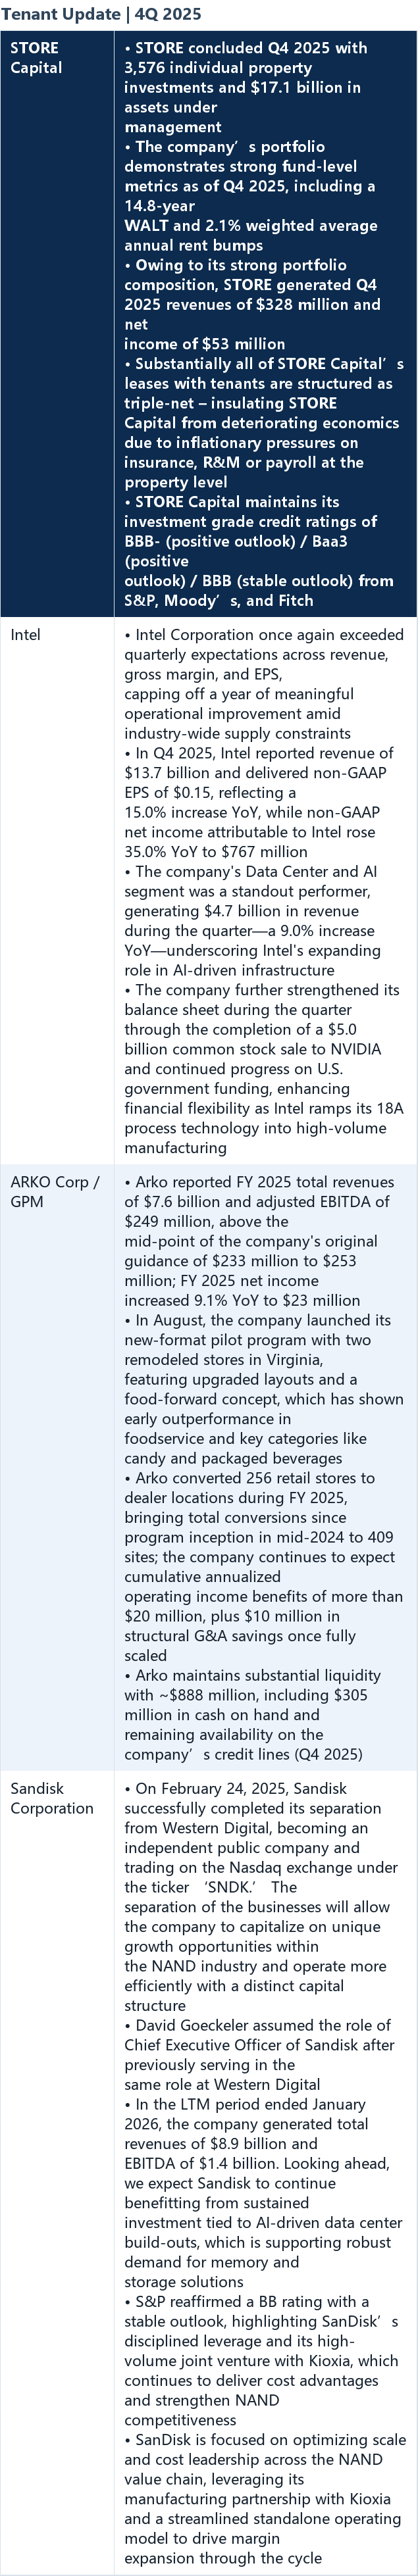 Tenant Update | 4Q 2025
STORE
Capital
• STORE concluded Q4 2025 with
3,576 individual property
investments and $17.1 billion in
assets under
management
• The company’s portfolio
demonstrates strong fund-level
metrics as of Q4 2025, including a
14.8-year
WALT and 2.1% weighted average
annual rent bumps
• Owing to its strong portfolio
composition, STORE generated Q4
2025 revenues of $328 million and
net
income of $53 million
• Substantially all of STORE Capital’s
leases with tenants are structured as
triple-net – insulating STORE
Capital from deteriorating economics
due to inflationary pressures on
insurance, R&M or payroll at the
property level
• STORE Capital maintains its
investment grade credit ratings of
BBB- (positive outlook) / Baa3
(positive
outlook) / BBB (stable outlook) from
S&P, Moody’s, and Fitch
Intel
• Intel Corporation once again exceeded
quarterly expectations across revenue,
gross margin, and EPS,
capping off a year of meaningful
operational improvement amid
industry-wide supply constraints
• In Q4 2025, Intel reported revenue of
$13.7 billion and delivered non-GAAP
EPS of $0.15, reflecting a
15.0% increase YoY, while non-GAAP
net income attributable to Intel rose
35.0% YoY to $767 million
• The company's Data Center and AI
segment was a standout performer,
generating $4.7 billion in revenue
during the quarter—a 9.0% increase
YoY—underscoring Intel's expanding
role in AI-driven infrastructure
• The company further strengthened its
balance sheet during the quarter
through the completion of a $5.0
billion common stock sale to NVIDIA
and continued progress on U.S.
government funding, enhancing
financial flexibility as Intel ramps its 18A
process technology into high-volume
manufacturing
ARKO Corp /
GPM
• Arko reported FY 2025 total revenues
of $7.6 billion and adjusted EBITDA of
$249 million, above the
mid-point of the company's original
guidance of $233 million to $253
million; FY 2025 net income
increased 9.1% YoY to $23 million
• In August, the company launched its
new-format pilot program with two
remodeled stores in Virginia,
featuring upgraded layouts and a
food-forward concept, which has shown
early outperformance in
foodservice and key categories like
candy and packaged beverages
• Arko converted 256 retail stores to
dealer locations during FY 2025,
bringing total conversions since
program inception in mid-2024 to 409
sites; the company continues to expect
cumulative annualized
operating income benefits of more than
$20 million, plus $10 million in
structural G&A savings once fully
scaled
• Arko maintains substantial liquidity
with ~$888 million, including $305
million in cash on hand and
remaining availability on the
company’s credit lines (Q4 2025)
Sandisk
Corporation
• On February 24, 2025, Sandisk
successfully completed its separation
from Western Digital, becoming an
independent public company and
trading on the Nasdaq exchange under
the ticker ‘SNDK.’ The
separation of the businesses will allow
the company to capitalize on unique
growth opportunities within
the NAND industry and operate more
efficiently with a distinct capital
structure
• David Goeckeler assumed the role of
Chief Executive Officer of Sandisk after
previously serving in the
same role at Western Digital
• In the LTM period ended January
2026, the company generated total
revenues of $8.9 billion and
EBITDA of $1.4 billion. Looking ahead,
we expect Sandisk to continue
benefitting from sustained
investment tied to AI-driven data center
build-outs, which is supporting robust
demand for memory and
storage solutions
• S&P reaffirmed a BB rating with a
stable outlook, highlighting SanDisk’s
disciplined leverage and its high-
volume joint venture with Kioxia, which
continues to deliver cost advantages
and strengthen NAND
competitiveness
• SanDisk is focused on optimizing scale
and cost leadership across the NAND
value chain, leveraging its
manufacturing partnership with Kioxia
and a streamlined standalone operating
model to drive margin
expansion through the cycle